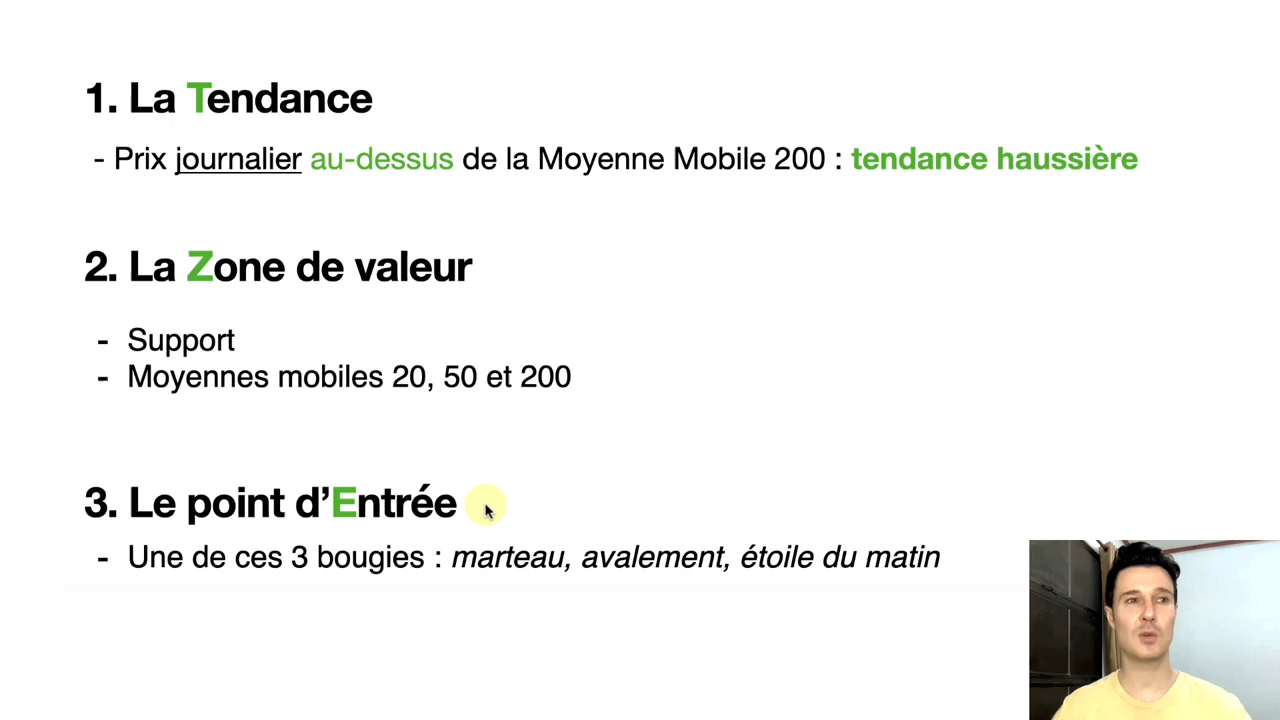 1. La Tendance
- Prix journalier au-dessus de la Moyenne Mobile 200 : tendance haussière
2. La Zone de valeur
- Support
- Moyennes mobiles 20, 50 et 200
3. Le point d’Entrée
- Une de ces 3 bougies : marteau, avalement, étoile du matin